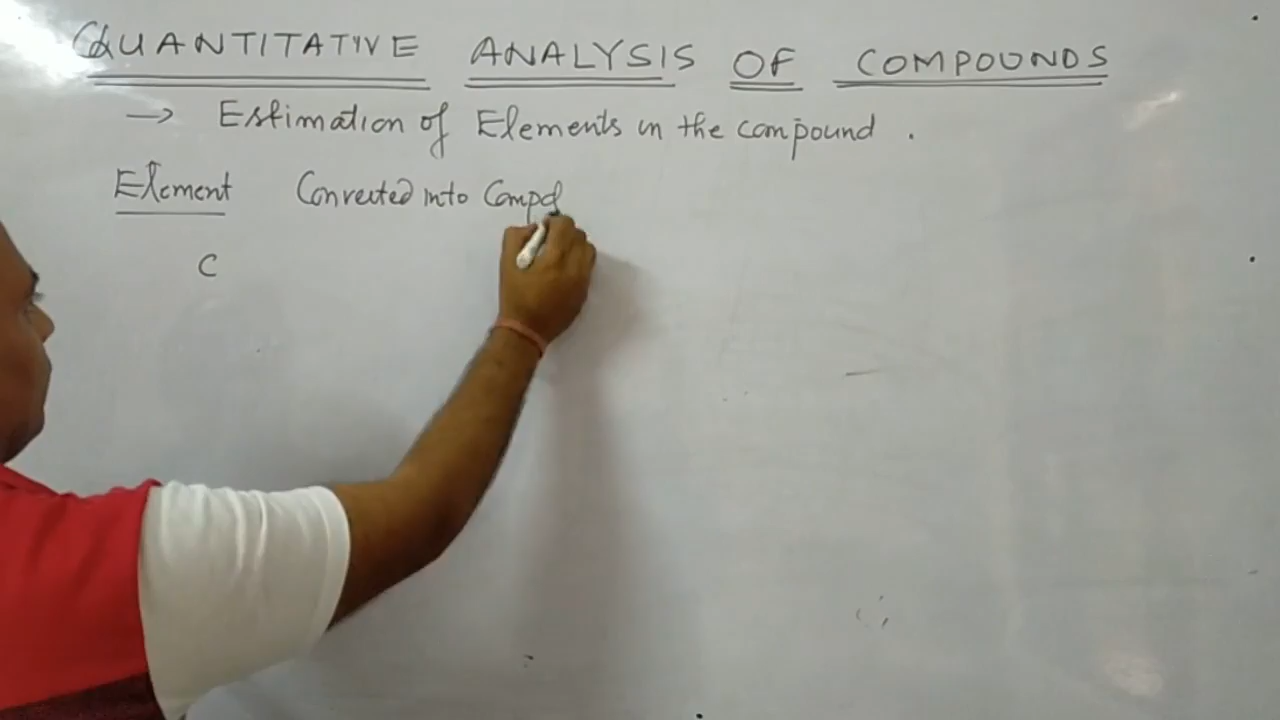 QUANTITATIVE ANALYSIS OF COMPOUNDS
→ Estimation of Elements in the compound.
Element Converted into Compd
C